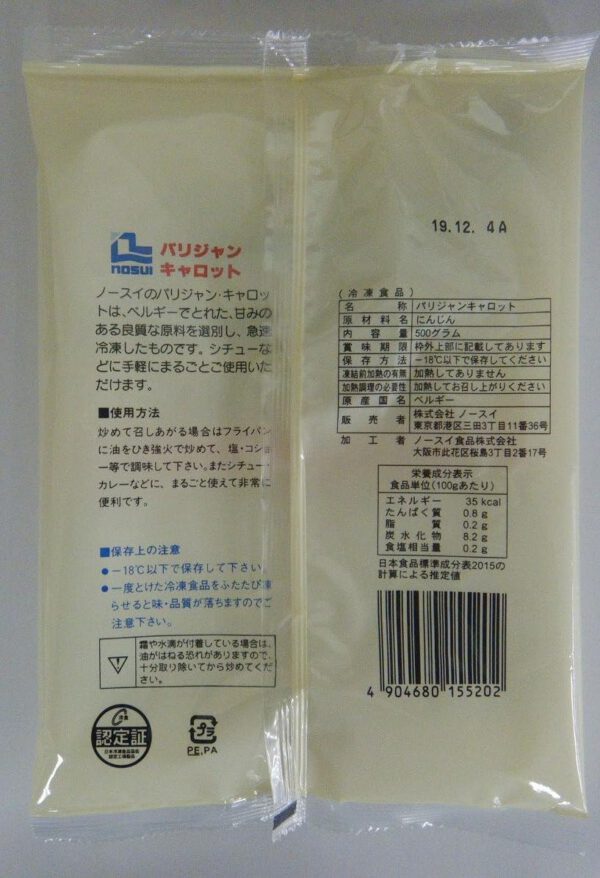 19.12. 4A
nosui
パリジャン
キャロット
ノースイのパリジャン・キャロッ
トは、ベルギーでとれた、甘みの
ある良質な原料を選別し、急速
冷凍したものです。シチューな
どに手軽にまるごとご使用いた
だけます。
■使用方法
炒めて召しあがる場合はフライパン
に油をひき強火で炒めて、塩・コショ
ー等で調味して下さい。またシチュー・
カレーなどに、まるごと使えて非常に
便利です。
■保存上の注意
●－18℃以下で保存して下さい。
●一度とけた冷凍食品をふたたび凍
らせると味・品質が落ちますのでご
注意下さい。
霜や水滴が付着している場合は、
油がはねる恐れがありますので、
十分取り除いてから炒めてくだ
さい。
認定証
日本冷凍食品協会
認定工場製品
プラ
PE,PA
(冷凍食品)
名称 パリジャンキャロット
原材料名 にんじん
内容量 500グラム
賞味期限 枠外上部に記載してあります
保存方法 －18℃以下で保存してください
凍結前加熱の有無 加熱してありません
加熱調理の必要性 加熱してお召し上がりください
原産国名 ベルギー
販売者 株式会社 ノースイ
東京都港区三田3丁目11番36号
加工者 ノースイ食品株式会社
大阪市此花区桜島3丁目2番17号
栄養成分表示
食品単位(100gあたり)
エネルギー 35 kcal
たんぱく質 0.8 g
脂質 0.2 g
炭水化物 8.2 g
食塩相当量 0.2 g
日本食品標準成分表2015の
計算による推定値
4 904680 155202